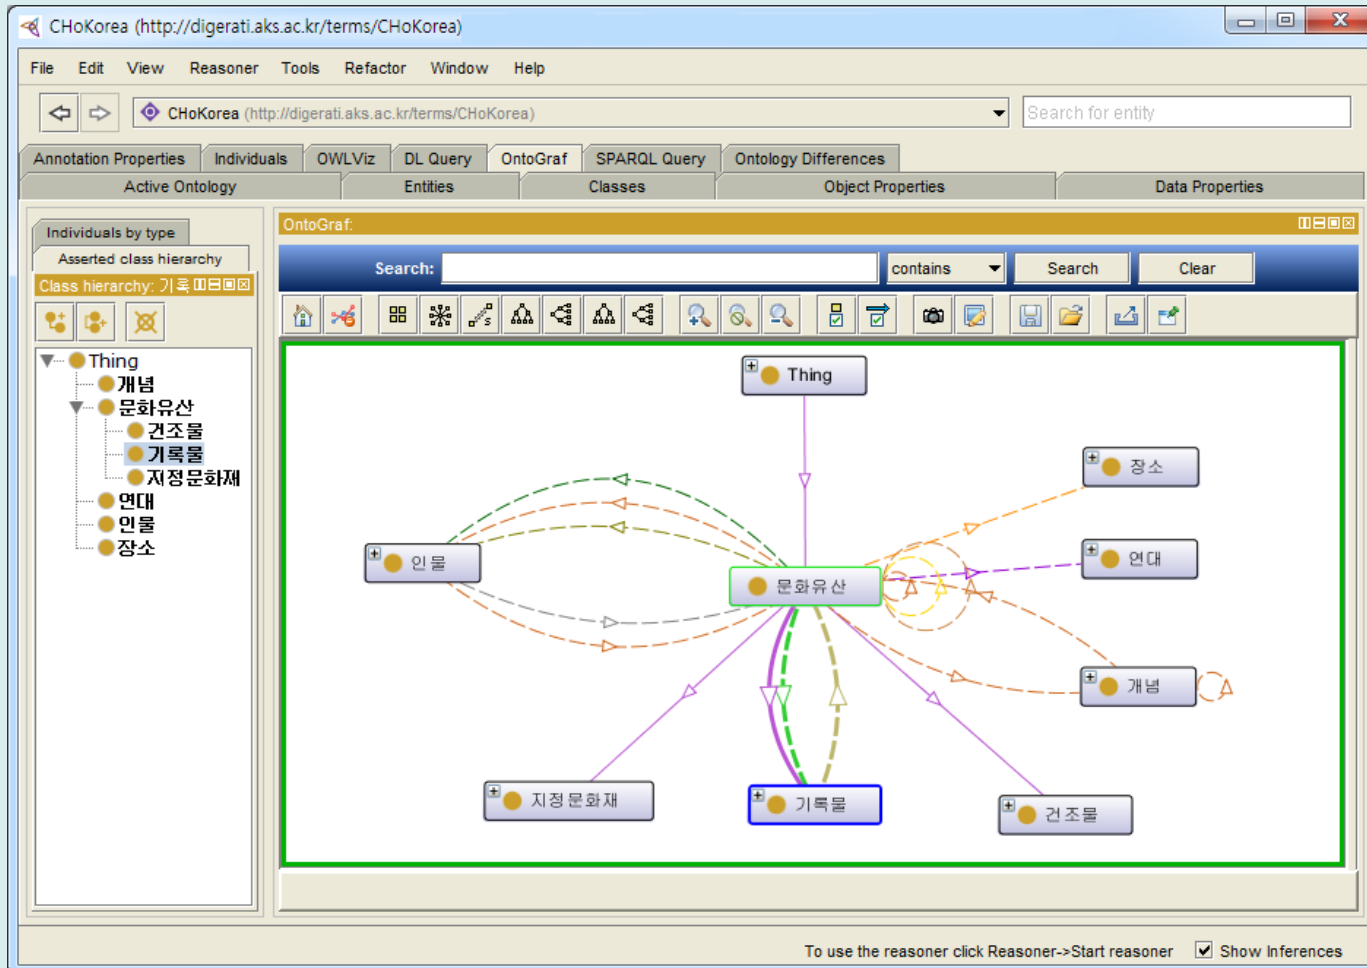 CHoKorea (http://digerati.aks.ac.kr/terms/CHoKorea)
File Edit View Reasoner Tools Refactor Window Help
CHoKorea (http://digerati.aks.ac.kr/terms/CHoKorea)
Search for entity
Annotation Properties Individuals OWLViz DL Query OntoGraf SPARQL Query Ontology Differences
Active Ontology Entities Classes Object Properties Data Properties
Individuals by type
Asserted class hierarchy
Class hierarchy: 기록
Thing
개념
문화유산
건조물
기록물
지정문화재
연대
인물
장소
OntoGraf:
Search: contains Search Clear
Thing
장소
연대
인물
문화유산
개념
지정문화재
기록물
건조물
To use the reasoner click Reasoner->Start reasoner Show Inferences